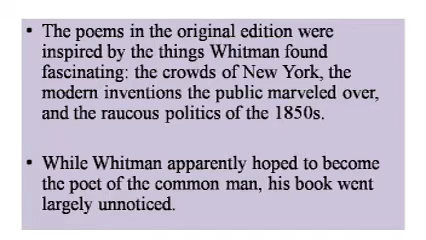 • The poems in the original edition were
inspired by the things Whitman found
fascinating: the crowds of New York, the
modern inventions the public marveled over,
and the raucous politics of the 1850s.
• While Whitman apparently hoped to become
the poet of the common man, his book went
largely unnoticed.